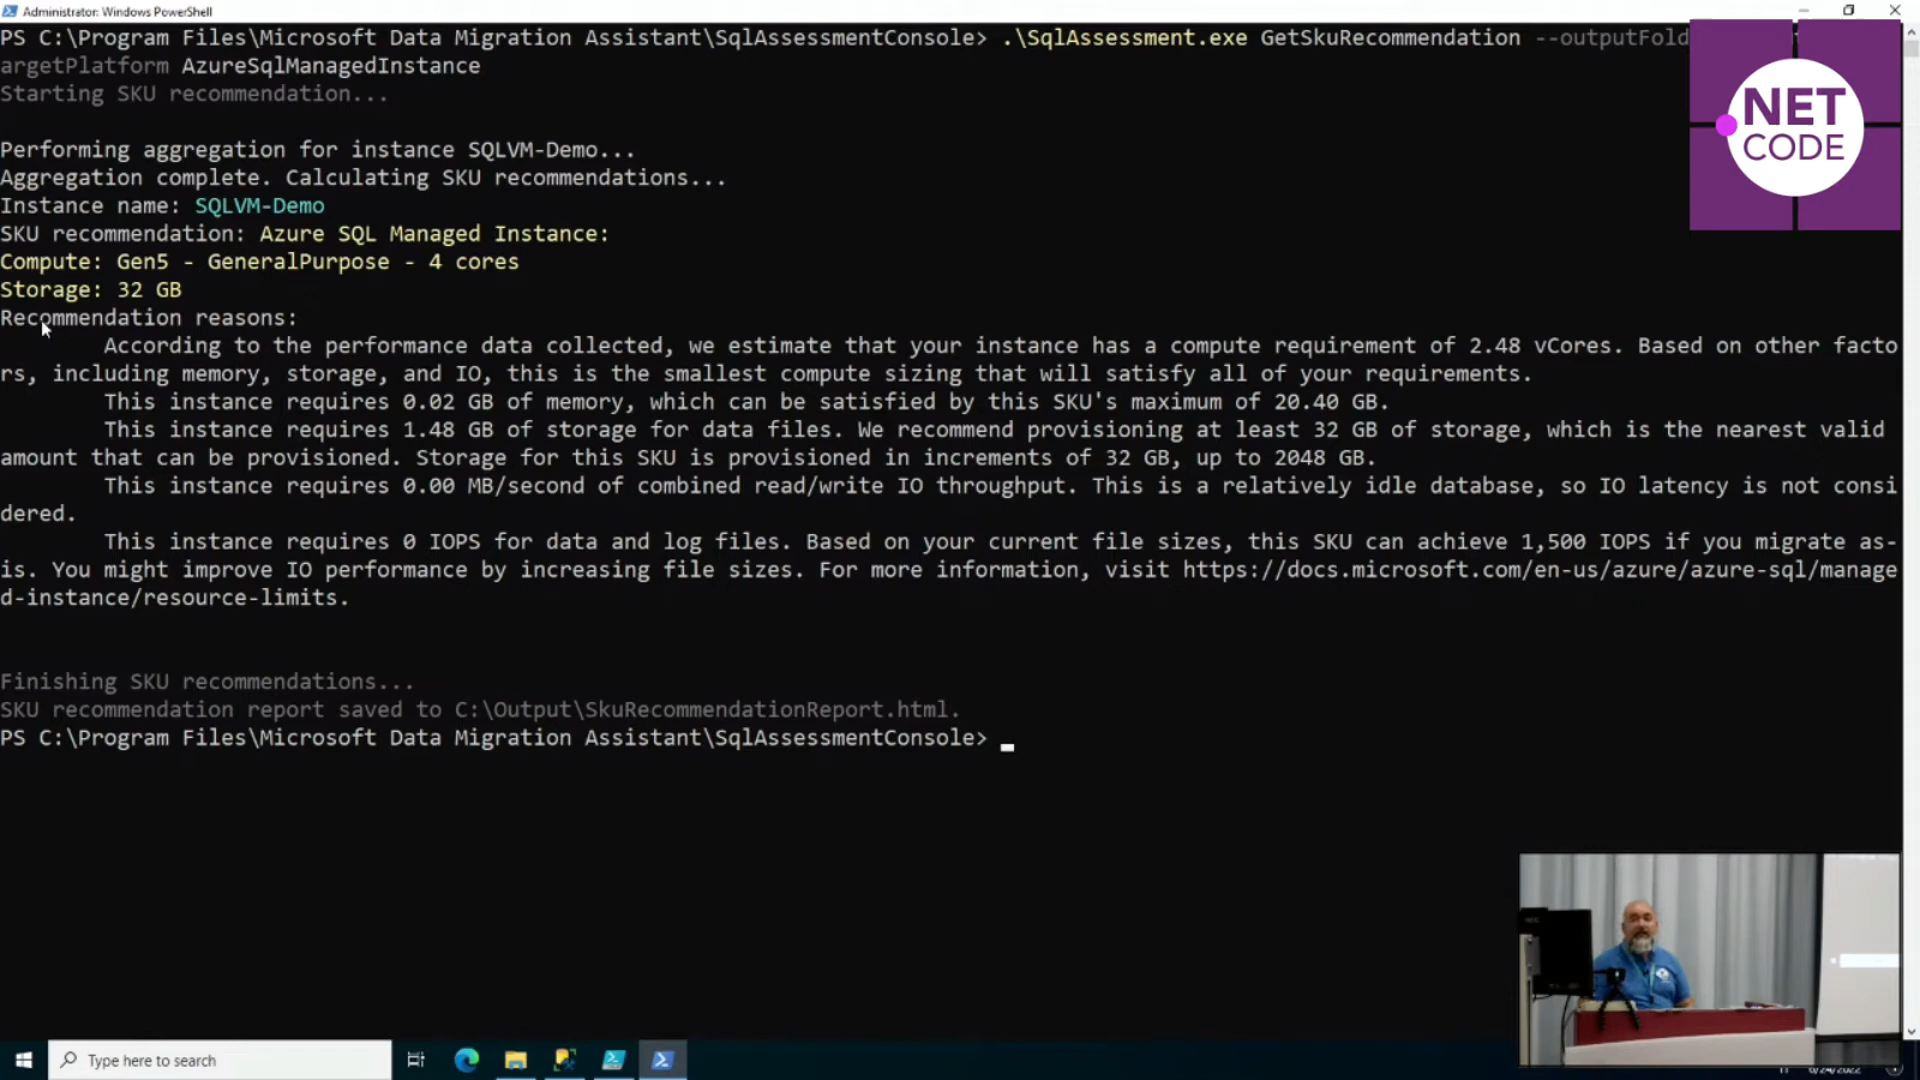 Administrator: Windows PowerShell
PS C:\Program Files\Microsoft Data Migration Assistant\SqlAssessmentConsole> .\SqlAssessment.exe GetSkuRecommendation --outputFold
argetPlatform AzureSqlManagedInstance
Starting SKU recommendation...
Performing aggregation for instance SQLVM-Demo...
Aggregation complete. Calculating SKU recommendations...
Instance name: SQLVM-Demo
SKU recommendation: Azure SQL Managed Instance:
Compute: Gen5 - GeneralPurpose - 4 cores
Storage: 32 GB
Recommendation reasons:
According to the performance data collected, we estimate that your instance has a compute requirement of 2.48 vCores. Based on other facto
rs, including memory, storage, and IO, this is the smallest compute sizing that will satisfy all of your requirements.
This instance requires 0.02 GB of memory, which can be satisfied by this SKU's maximum of 20.40 GB.
This instance requires 1.48 GB of storage for data files. We recommend provisioning at least 32 GB of storage, which is the nearest valid
amount that can be provisioned. Storage for this SKU is provisioned in increments of 32 GB, up to 2048 GB.
This instance requires 0.00 MB/second of combined read/write IO throughput. This is a relatively idle database, so IO latency is not consi
dered.
This instance requires 0 IOPS for data and log files. Based on your current file sizes, this SKU can achieve 1,500 IOPS if you migrate as-
is. You might improve IO performance by increasing file sizes. For more information, visit https://docs.microsoft.com/en-us/azure/azure-sql/manage
d-instance/resource-limits.
Finishing SKU recommendations...
SKU recommendation report saved to C:\Output\SkuRecommendationReport.html.
PS C:\Program Files\Microsoft Data Migration Assistant\SqlAssessmentConsole>
NET
CODE
Type here to search